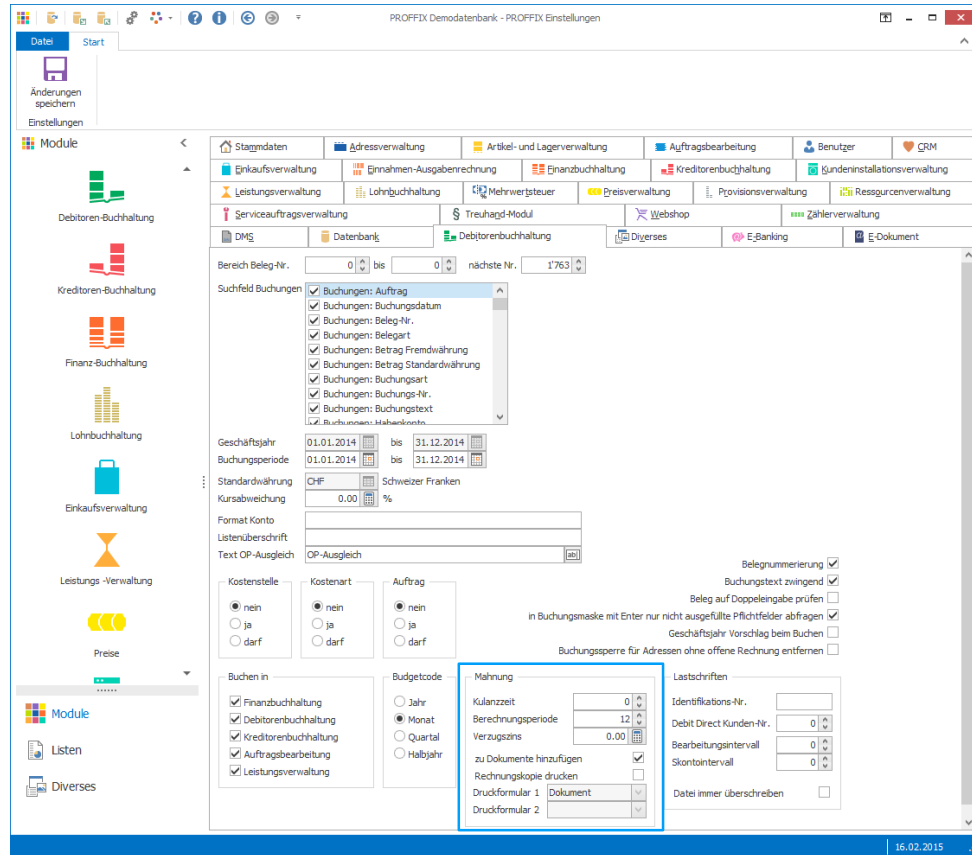 PROFFIX Demodatenbank - PROFFIX Einstellungen
Datei Start
Änderungen
speichern
Einstellungen
Module
Debitoren-Buchhaltung
Kreditoren-Buchhaltung
Finanz-Buchhaltung
Lohnbuchhaltung
Einkaufsverwaltung
Leistungs -Verwaltung
Preise
Module
Listen
Diverses
Stammdaten Adressverwaltung Artikel- und Lagerverwaltung Auftragsbearbeitung Benutzer CRM
Einkaufsverwaltung Einnahmen-Ausgabenrechnung Finanzbuchhaltung Kreditorenbuchhaltung Kundeninstallationsverwaltung
Leistungsverwaltung Lohnbuchhaltung Mehrwertsteuer Preisverwaltung Provisionsverwaltung Ressourcenverwaltung
Serviceauftragsverwaltung § Treuhand-Modul Webshop Zählerverwaltung
DMS Datenbank Debitorenbuchhaltung Diverses E-Banking E-Dokument
Bereich Beleg-Nr. 0 bis 0 nächste Nr. 1'763
Suchfeld Buchungen Buchungen: Auftrag
Buchungen: Buchungsdatum
Buchungen: Beleg-Nr.
Buchungen: Belegart
Buchungen: Betrag Fremdwährung
Buchungen: Betrag Standardwährung
Buchungen: Buchungsart
Buchungen: Buchungs-Nr.
Buchungen: Buchungstext
Buchungen: Habenkonto
Geschäftsjahr 01.01.2014 bis 31.12.2014
Buchungsperiode 01.01.2014 bis 31.12.2014
Standardwährung CHF Schweizer Franken
Kursabweichung 0.00 %
Format Konto
Listenüberschrift
Text OP-Ausgleich OP-Ausgleich ab|
Belegnummerierung
Buchungstext zwingend
Beleg auf Doppeleingabe prüfen
in Buchungsmaske mit Enter nur nicht ausgefüllte Pflichtfelder abfragen
Geschäftsjahr Vorschlag beim Buchen
Buchungssperre für Adressen ohne offene Rechnung entfernen
Kostenstelle Kostenart Auftrag
nein nein nein
ja ja ja
darf darf darf
Buchen in
Finanzbuchhaltung
Debitorenbuchhaltung
Kreditorenbuchhaltung
Auftragsbearbeitung
Leistungsverwaltung
Budgetcode
Jahr
Monat
Quartal
Halbjahr
Mahnung
Kulanzzeit 0
Berechnungsperiode 12
Verzugszins 0.00
zu Dokumente hinzufügen
Rechnungskopie drucken
Druckformular 1 Dokument
Druckformular 2
Lastschriften
Identifikations-Nr.
Debit Direct Kunden-Nr. 0
Bearbeitungsintervall 0
Skontointervall 0
Datei immer überschreiben
16.02.2015